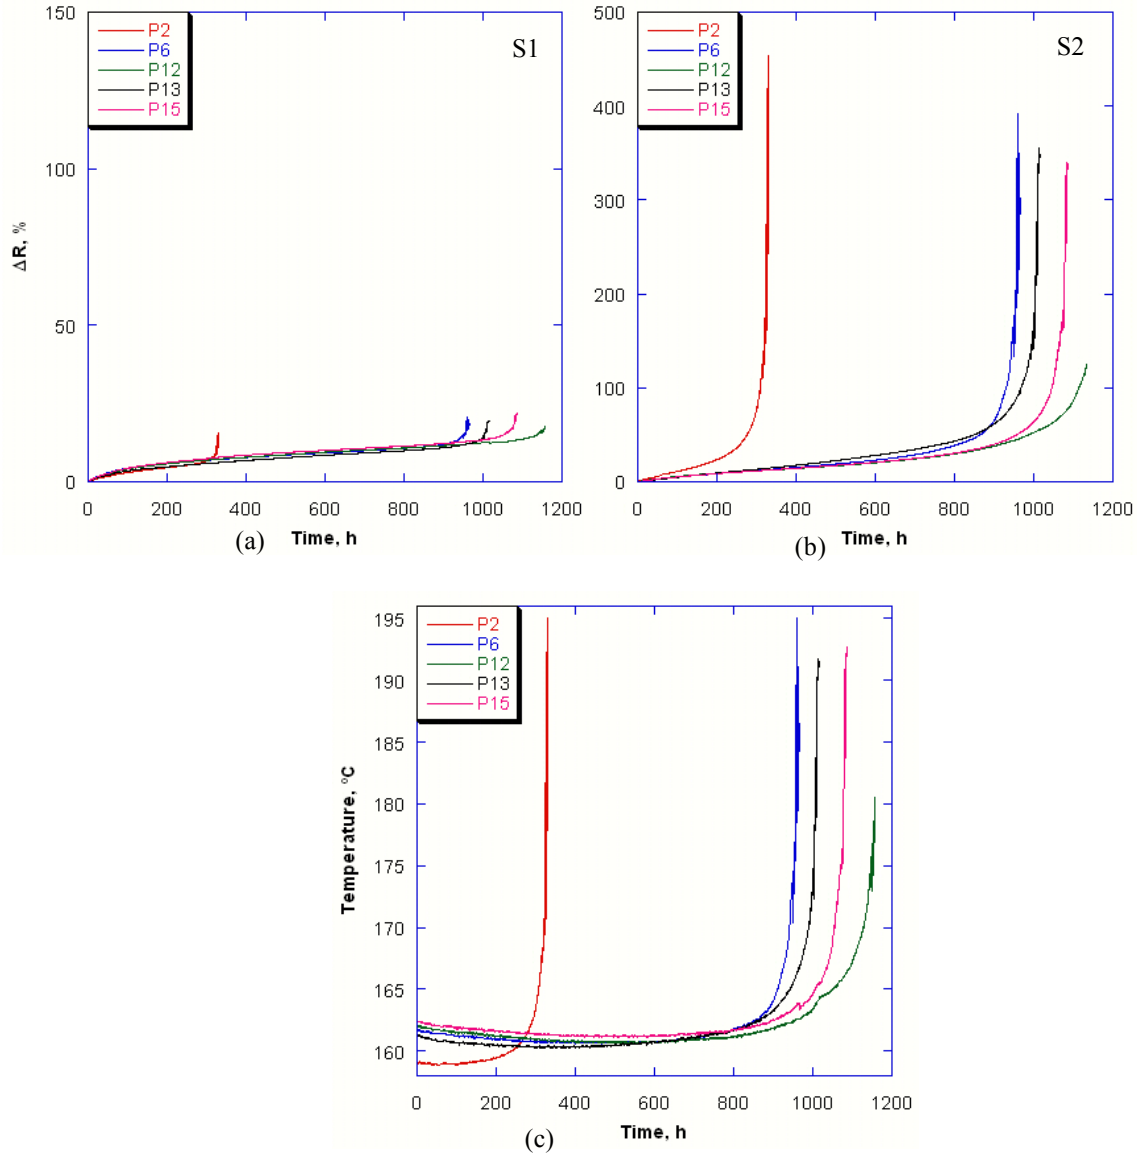 150
100
50
0
ΔR, %
P2
P6
P12
P13
P15
S1
0 200 400 600 800 1000 1200
Time, h
(a)
500
400
300
200
100
0
P2
P6
P12
P13
P15
S2
0 200 400 600 800 1000 1200
Time, h
(b)
195
190
185
180
175
170
165
160
Temperature, ºC
P2
P6
P12
P13
P15
0 200 400 600 800 1000 1200
Time, h
(c)